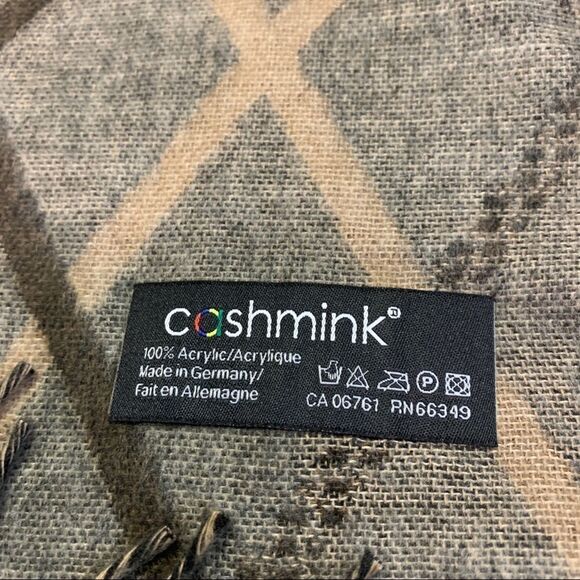 cashmink®
100% Acrylic/Acrylique
Made in Germany/
Fait en Allemagne
P
CA 06761 RN66349